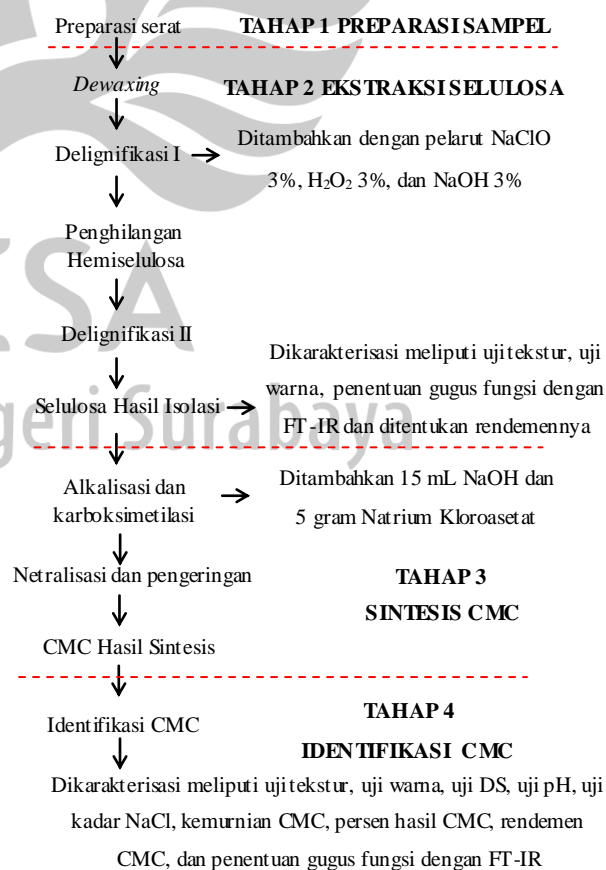 Preparasi serat
TAHAP 1 PREPARASI SAMPEL
Dewaxing
TAHAP 2 EKSTRAKSI SELULOSA
Delignifikasi I
Ditambahkan dengan pelarut NaClO
3%, H₂O₂ 3%, dan NaOH 3%
Penghilangan
Hemiselulosa
Delignifikasi II
Selulosa Hasil Isolasi
Dikarakterisasi meliputi uji tekstur, uji
warna, penentuan gugus fungsi dengan
FT-IR dan ditentukan rendemennya
Alkalisasi dan
karboksimetilasi
Ditambahkan 15 mL NaOH dan
5 gram Natrium Kloroasetat
Netralisasi dan pengeringan
TAHAP 3
SINTESIS CMC
CMC Hasil Sintesis
Identifikasi CMC
TAHAP 4
IDENTIFIKASI CMC
Dikarakterisasi meliputi uji tekstur, uji warna, uji DS, uji pH, uji
kadar NaCl, kemurnian CMC, persen hasil CMC, rendemen
CMC, dan penentuan gugus fungsi dengan FT-IR
geri Surabaya